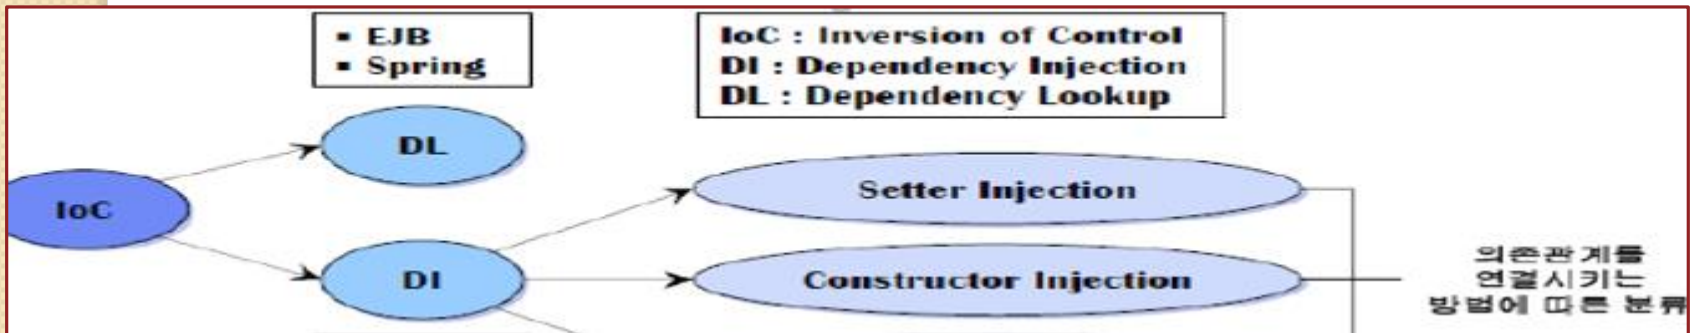 ▪ EJB
▪ Spring
IoC : Inversion of Control
DI : Dependency Injection
DL : Dependency Lookup
DL
IoC
Setter Injection
DI
Constructor Injection
의존관계를
연결시키는
방법에 따른 분류